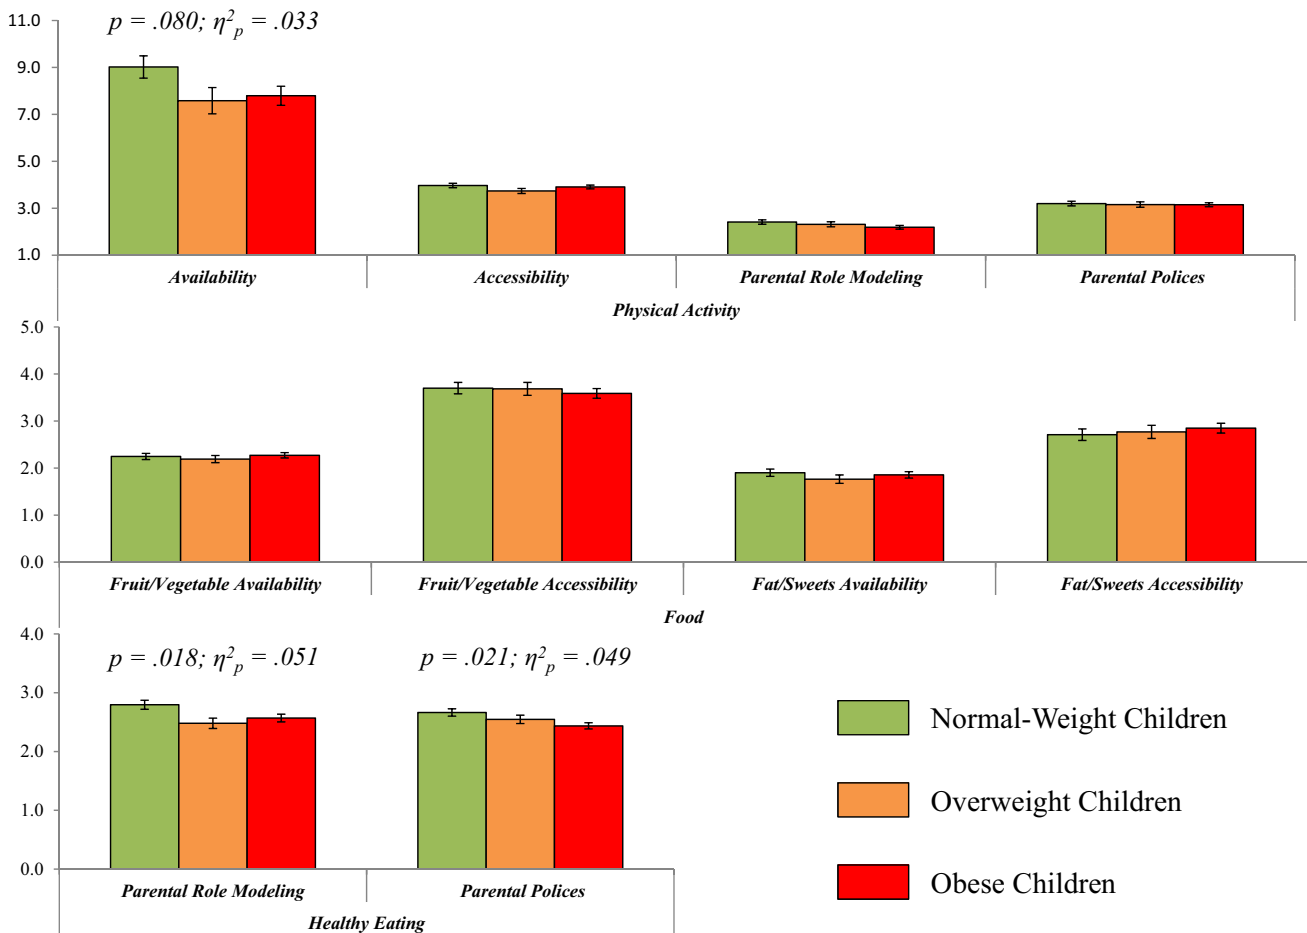 p = .080; η²ₚ = .033
11.0
9.0
7.0
5.0
3.0
1.0
Availability Accessibility Parental Role Modeling Parental Polices
Physical Activity
5.0
4.0
3.0
2.0
1.0
0.0
Fruit/Vegetable Availability Fruit/Vegetable Accessibility Fat/Sweets Availability Fat/Sweets Accessibility
Food
4.0
p = .018; η²ₚ = .051 p = .021; η²ₚ = .049
3.0
2.0
1.0
0.0
Parental Role Modeling Parental Polices
Healthy Eating
Normal-Weight Children
Overweight Children
Obese Children